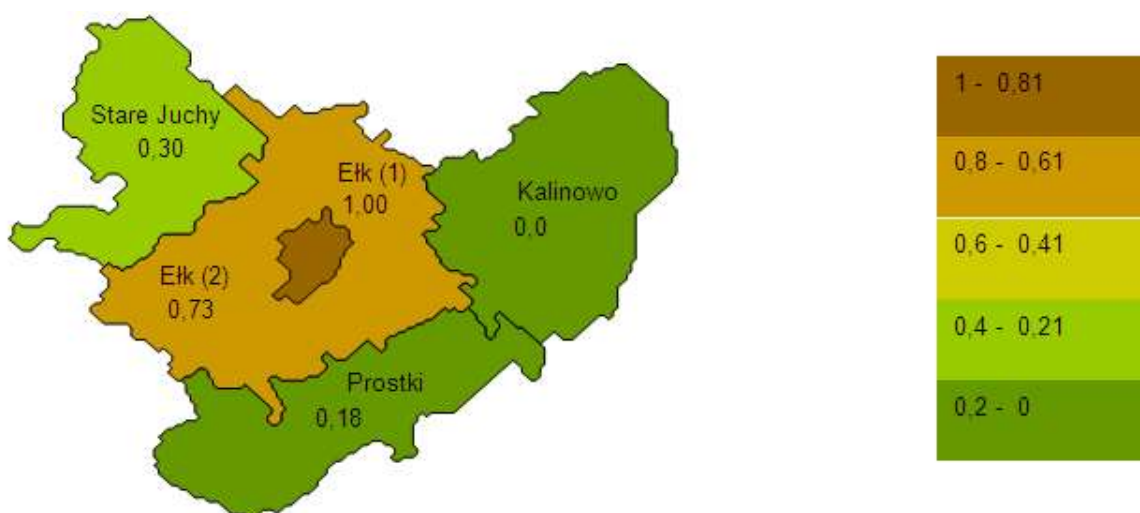 Stare Juchy
0,30
Ełk (1)
1,00
Kalinowo
0,0
Ełk (2)
0,73
Prostki
0,18
1 - 0,81
0,8 - 0,61
0,6 - 0,41
0,4 - 0,21
0,2 - 0